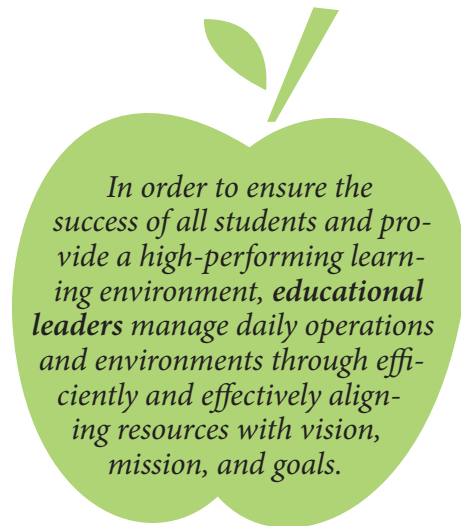 In order to ensure the
success of all students and pro-
vide a high-performing learn-
ing environment, educational
leaders manage daily operations
and environments through effi-
ciently and effectively align-
ing resources with vision,
mission, and goals.